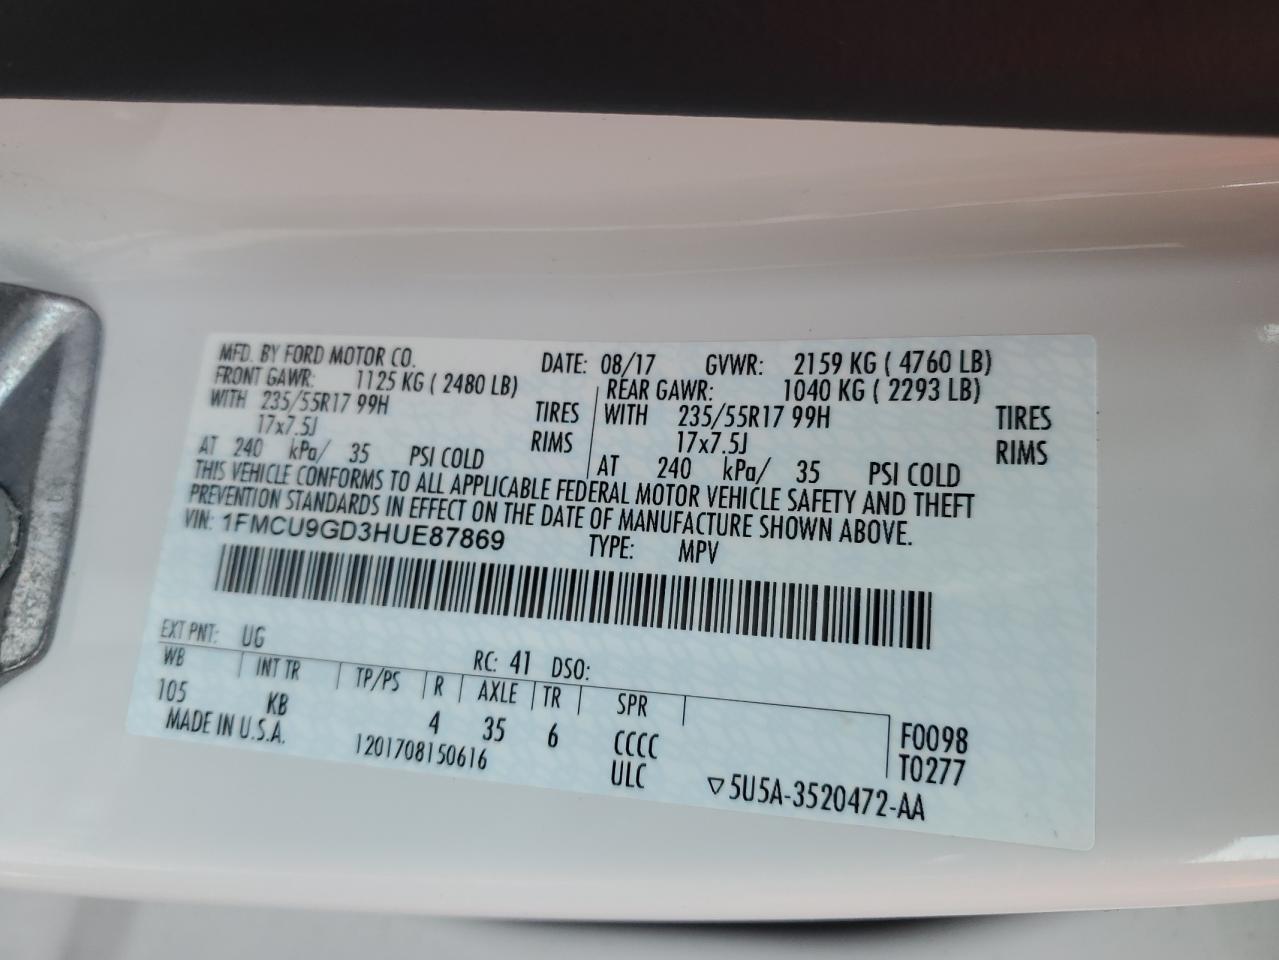 MFD. BY FORD MOTOR CO. DATE: 08/17 GVWR: 2159 KG ( 4760 LB)
FRONT GAWR: 1125 KG ( 2480 LB) REAR GAWR: 1040 KG ( 2293 LB)
WITH 235/55R17 99H TIRES WITH 235/55R17 99H TIRES
17x7.5J RIMS 17x7.5J RIMS
AT 240 kPa/ 35 PSI COLD AT 240 kPa/ 35 PSI COLD
THIS VEHICLE CONFORMS TO ALL APPLICABLE FEDERAL MOTOR VEHICLE SAFETY AND THEFT
PREVENTION STANDARDS IN EFFECT ON THE DATE OF MANUFACTURE SHOWN ABOVE.
VIN: 1FMCU9GD3HUE87869 TYPE: MPV
EXT PNT: UG RC: 41 DSO:
WB INT TR TP/PS R AXLE TR SPR
105 KB 4 35 6 CCCC F0098
MADE IN U.S.A. 1201708150616 ULC T0277
▽5U5A-3520472-AA